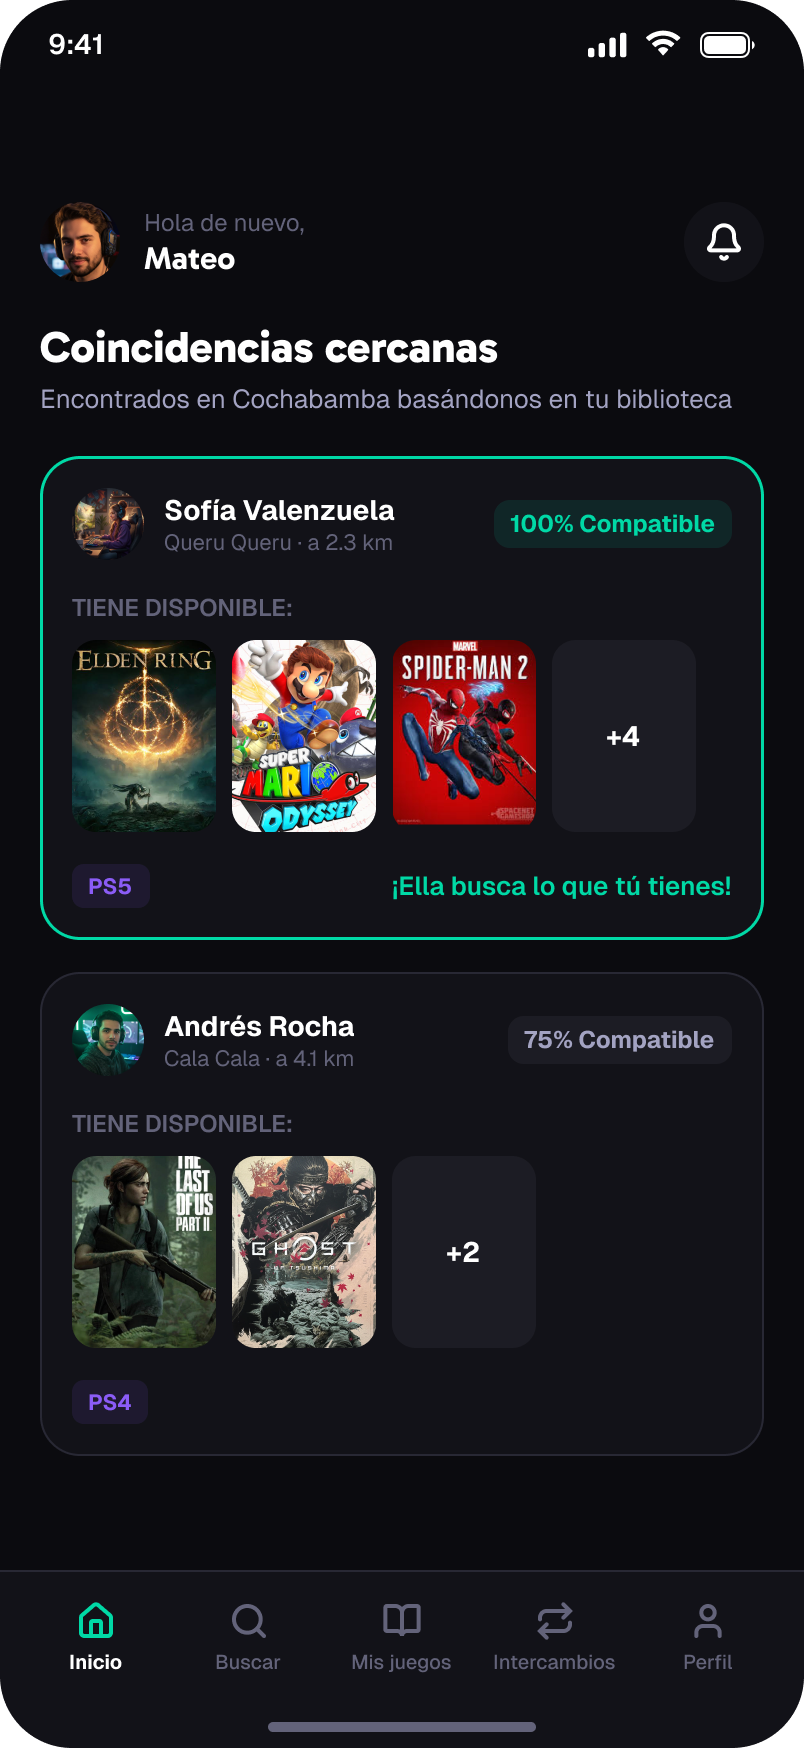 9:41
Hola de nuevo,
Mateo
Coincidencias cercanas
Encontrados en Cochabamba basándonos en tu biblioteca
Sofía Valenzuela
100% Compatible
Queru Queru · a 2.3 km
TIENE DISPONIBLE:
ELDEN RING
SUPER
MARIO
ODYSSEY
MARVEL
SPIDER-MAN 2
+4
PS5
¡Ella busca lo que tú tienes!
Andrés Rocha
75% Compatible
Cala Cala · a 4.1 km
TIENE DISPONIBLE:
THE
LAST
OF US
PART II
GHOST
OF TSUSHIMA
+2
PS4
Inicio
Buscar
Mis juegos
Intercambios
Perfil